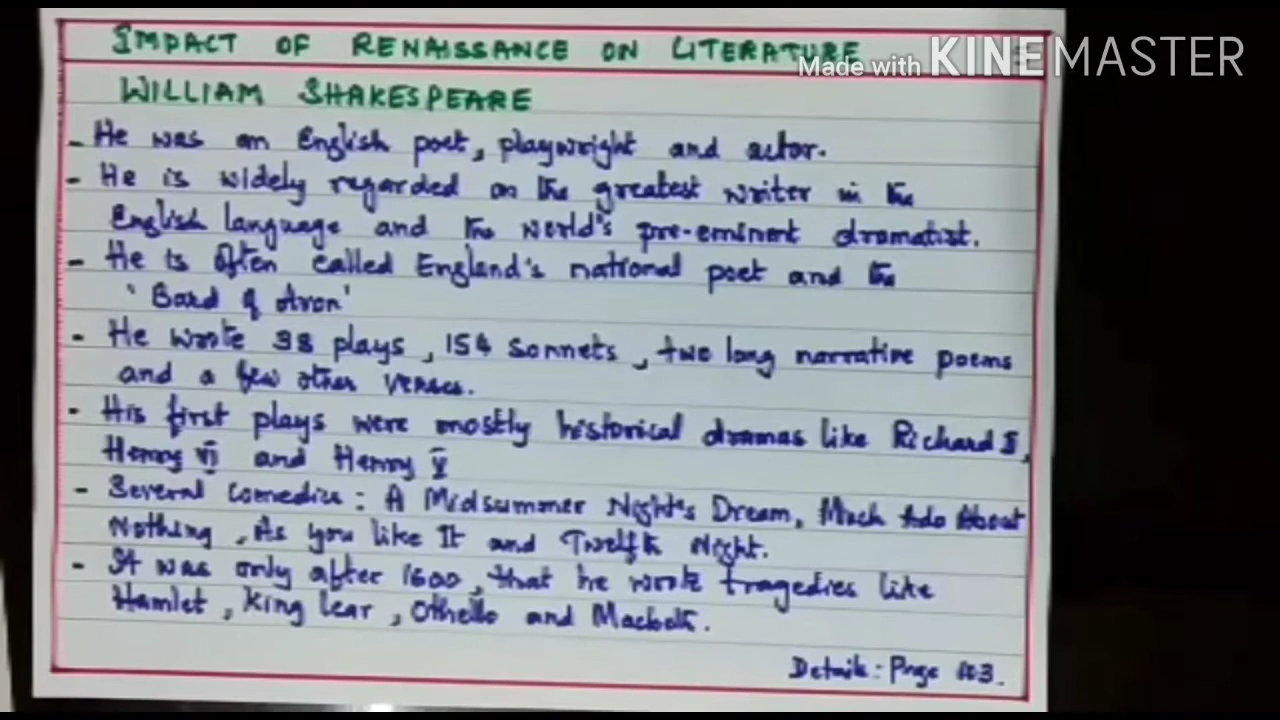 IMPACT OF RENAISSANCE ON LITERATURE
Made with KINEMASTER
WILLIAM SHAKESPEARE
- He was an English poet, playwright and actor.
- He is widely regarded as the greatest writer in the
English language and the world's pre-eminent dramatist.
- He is often called England's national poet and the
'Bard of Avon'
- He wrote 38 plays, 154 sonnets, two long narrative poems
and a few other verses.
- His first plays were mostly historical dramas like Richard II,
Henry VI and Henry V
- Several comedies: A Midsummer Night's Dream, Much Ado About
Nothing, As you like It and Twelfth Night.
- It was only after 1600, that he wrote tragedies like
Hamlet, King Lear, Othello and Macbeth.
Details: Page 103.